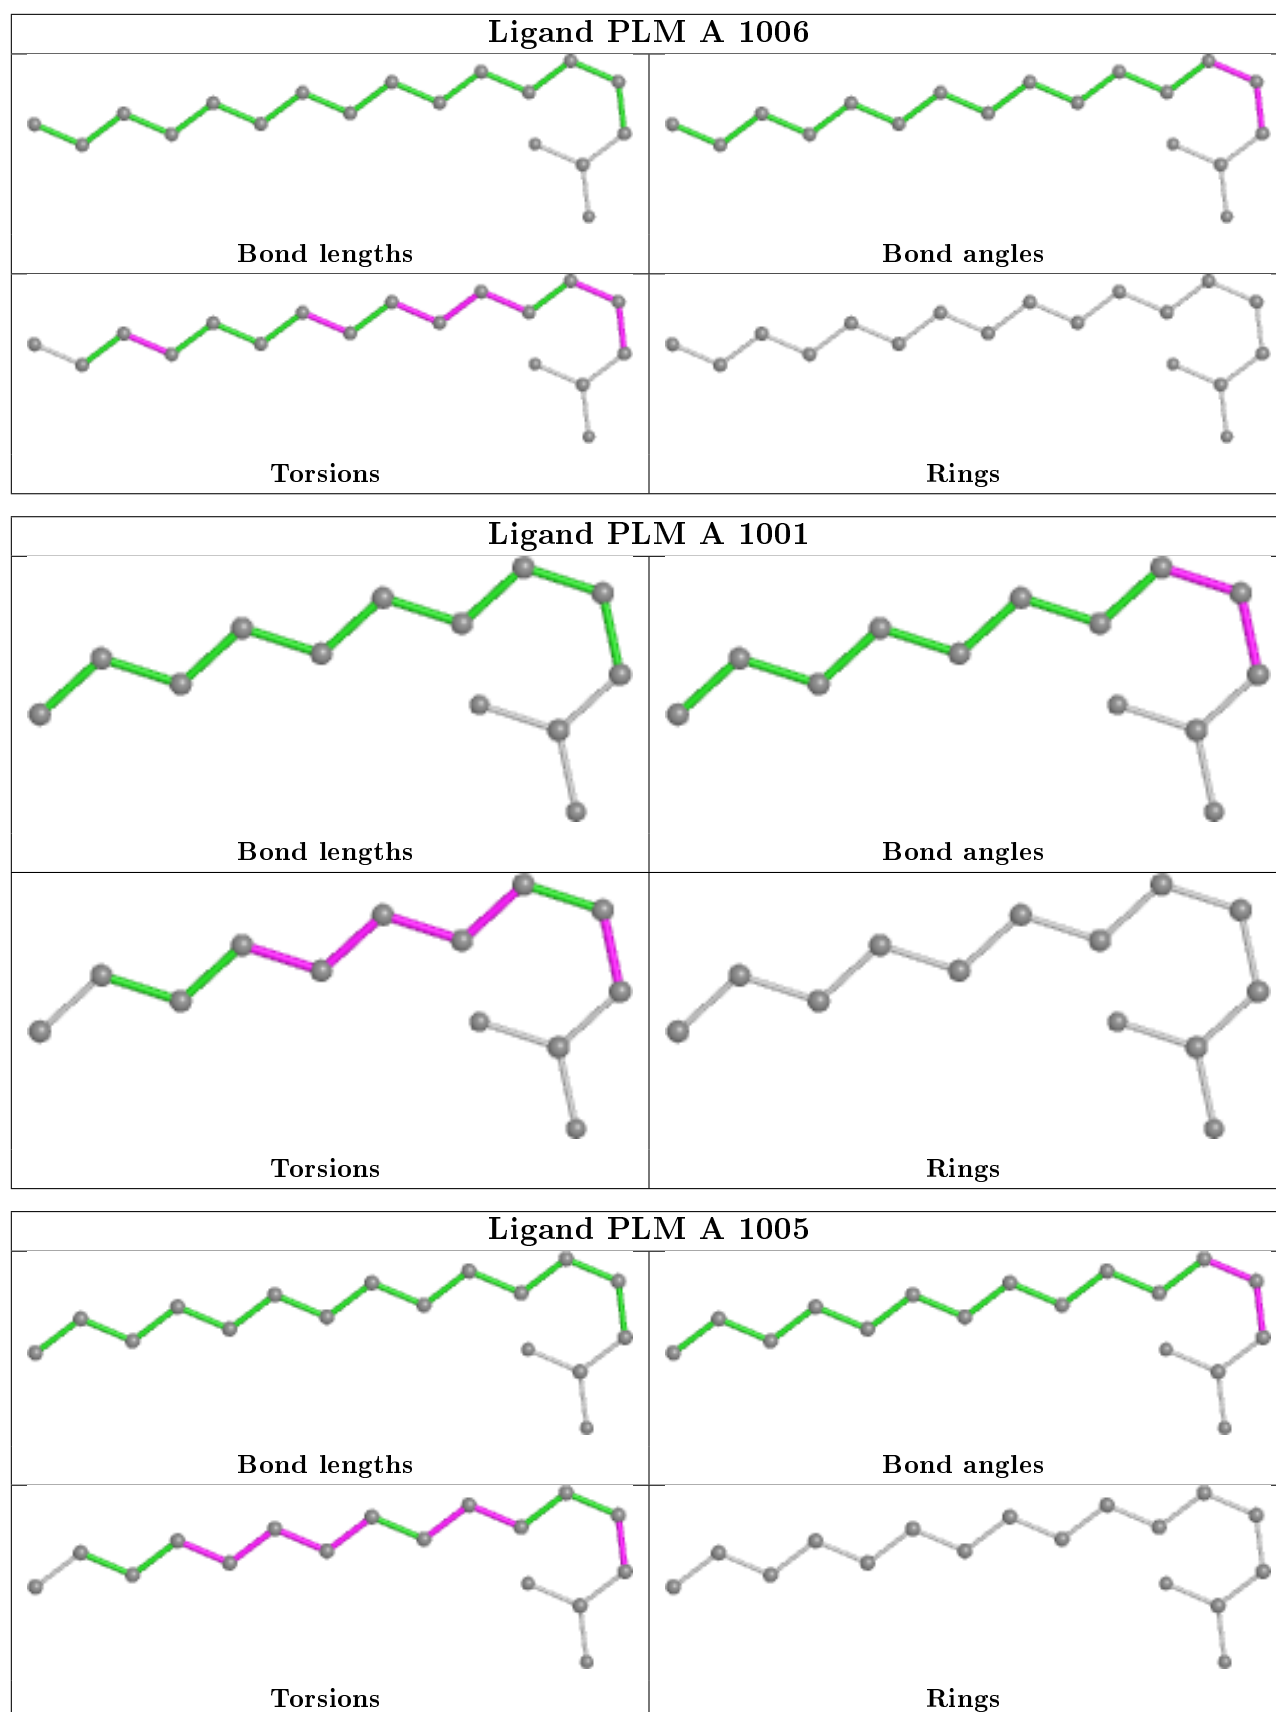 Ligand PLM A 1006
Bond lengths
Bond angles
Torsions
Rings
Ligand PLM A 1001
Bond lengths
Bond angles
Torsions
Rings
Ligand PLM A 1005
Bond lengths
Bond angles
Torsions
Rings